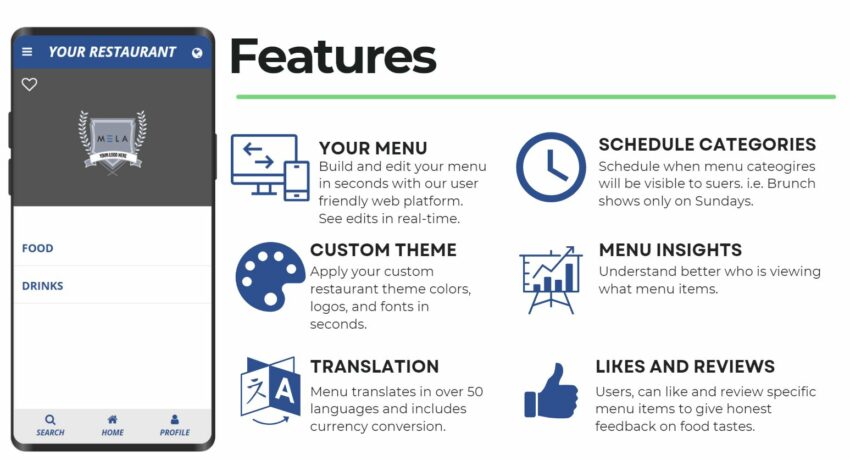 YOUR RESTAURANT
MELA
YOUR LOGO HERE
FOOD
DRINKS
SEARCH
HOME
PROFILE
Features
YOUR MENU
Build and edit your menu
in seconds with our user
friendly web platform.
See edits in real-time.
SCHEDULE CATEGORIES
Schedule when menu cateogires
will be visible to suers. i.e. Brunch
shows only on Sundays.
CUSTOM THEME
Apply your custom
restaurant theme colors,
logos, and fonts in
seconds.
MENU INSIGHTS
Understand better who is viewing
what menu items.
A
TRANSLATION
Menu translates in over 50
languages and includes
currency conversion.
LIKES AND REVIEWS
Users, can like and review specific
menu items to give honest
feedback on food tastes.